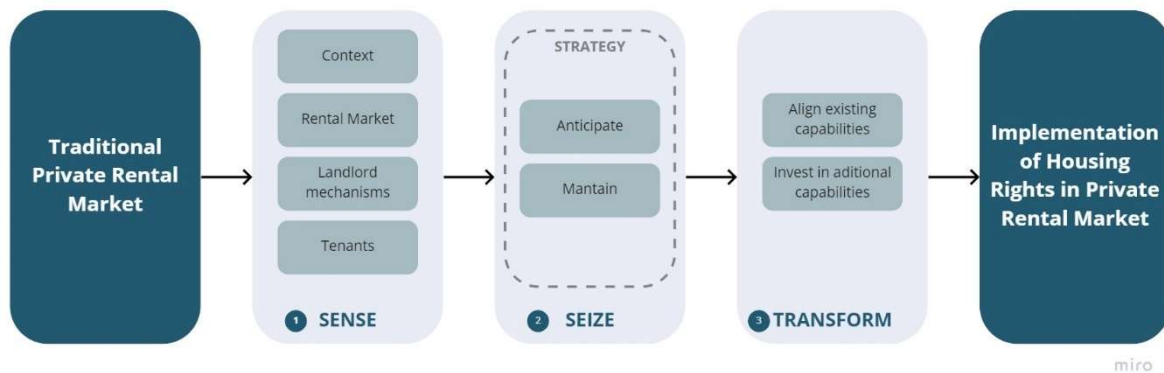 Traditional
Private Rental
Market
Context
Rental Market
Landlord
mechanisms
Tenants
1 SENSE
STRATEGY
Anticipate
Mantain
2 SEIZE
Align existing
capabilities
Invest in aditional
capabilities
3 TRANSFORM
Implementation
of Housing
Rights in Private
Rental Market
miro